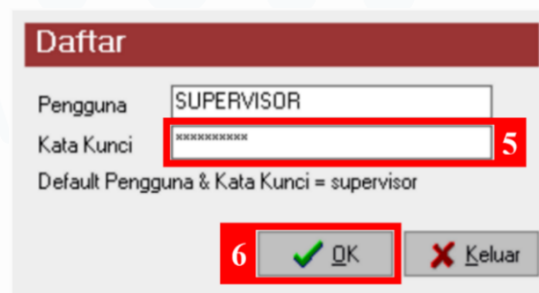 Daftar
Pengguna SUPERVISOR
Kata Kunci ********** 5
Default Pengguna & Kata Kunci = supervisor
6 OK Keluar